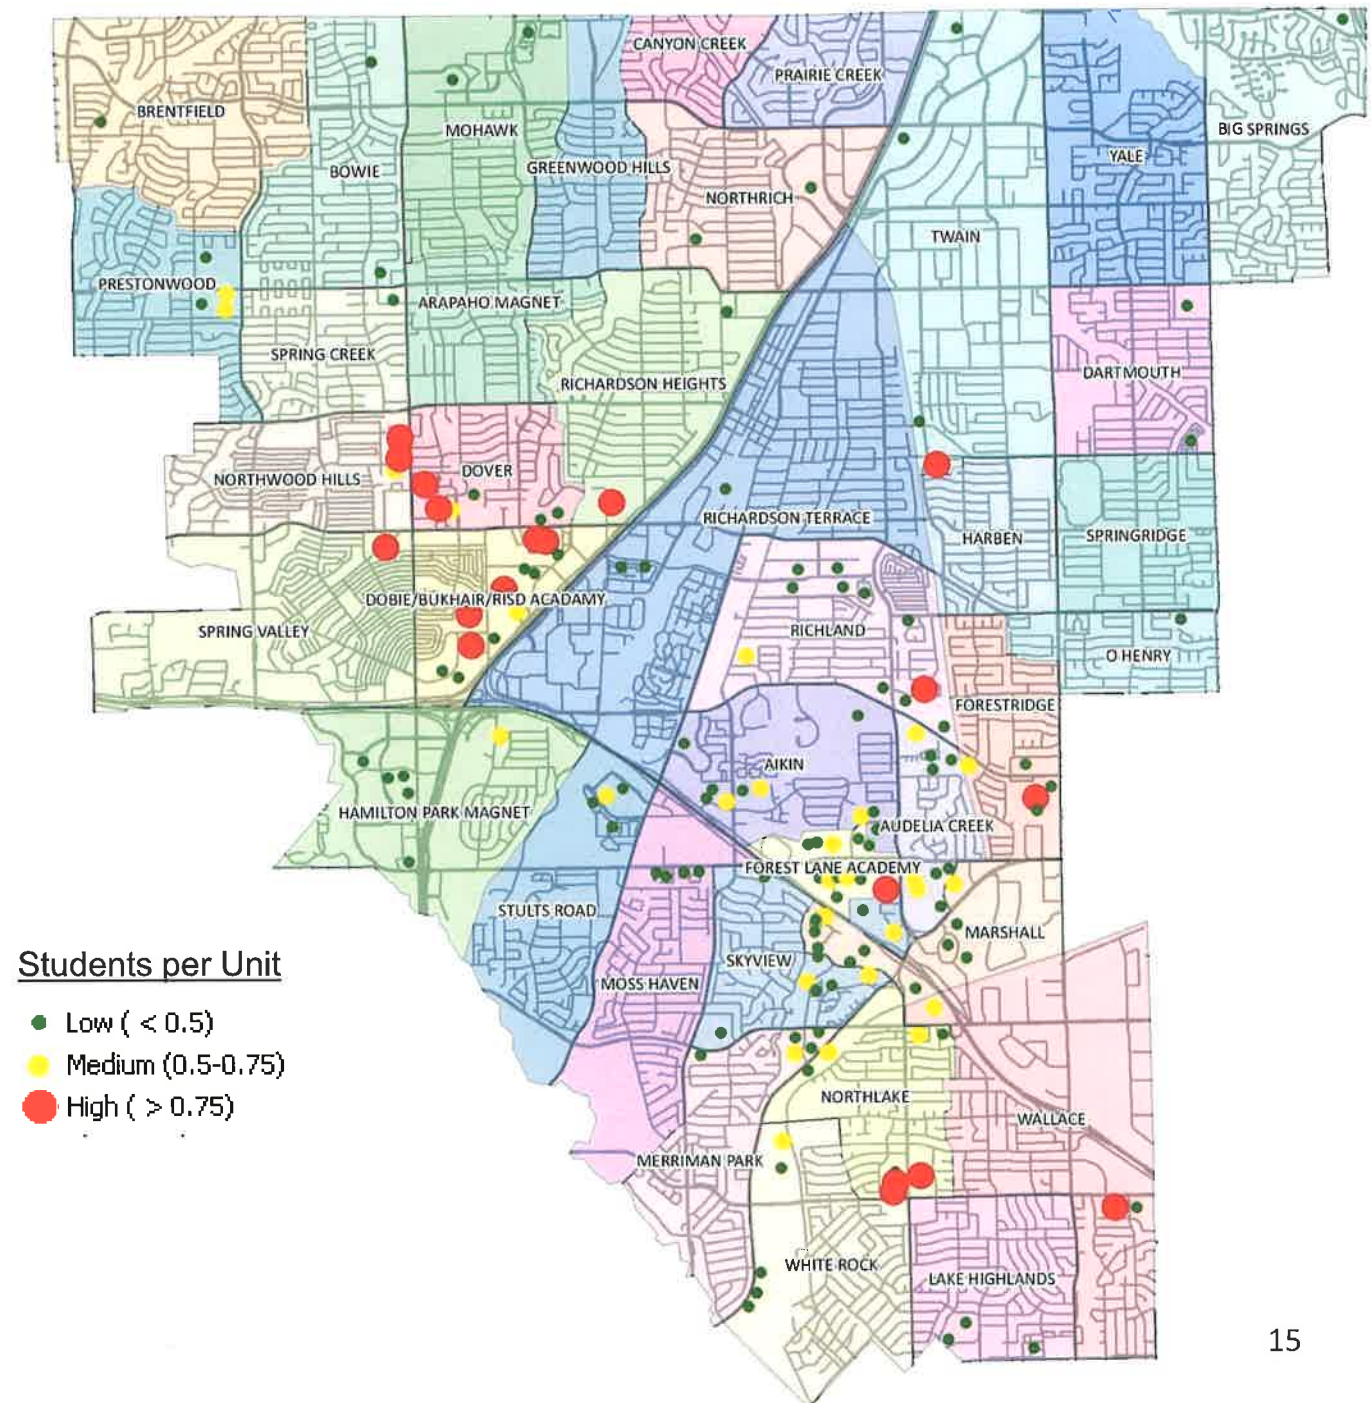 CANYON CREEK
PRAIRIE CREEK
BRENTFIELD
MOHAWK
BIG SPRINGS
BOWIE
GREENWOOD HILLS
YALE
NORTHRICH
TWAIN
PRESTONWOOD
ARAPAHO MAGNET
SPRING CREEK
RICHARDSON HEIGHTS
DARTMOUTH
NORTHWOOD HILLS
DOVER
RICHARDSON TERRACE
HARBEN
SPRINGRIDGE
DOBIE/BUKHAIR/RISD ACADAMY
SPRING VALLEY
RICHLAND
O HENRY
FORESTRIDGE
AIKIN
HAMILTON PARK MAGNET
AUDELIA CREEK
FOREST LANE ACADEMY
STULTS ROAD
MARSHALL
SKYVIEW
MOSS HAVEN
Students per Unit
Low ( < 0.5)
Medium (0.5-0.75)
High ( > 0.75)
NORTHLAKE
WALLACE
MERRIMAN PARK
WHITE ROCK
LAKE HIGHLANDS
15